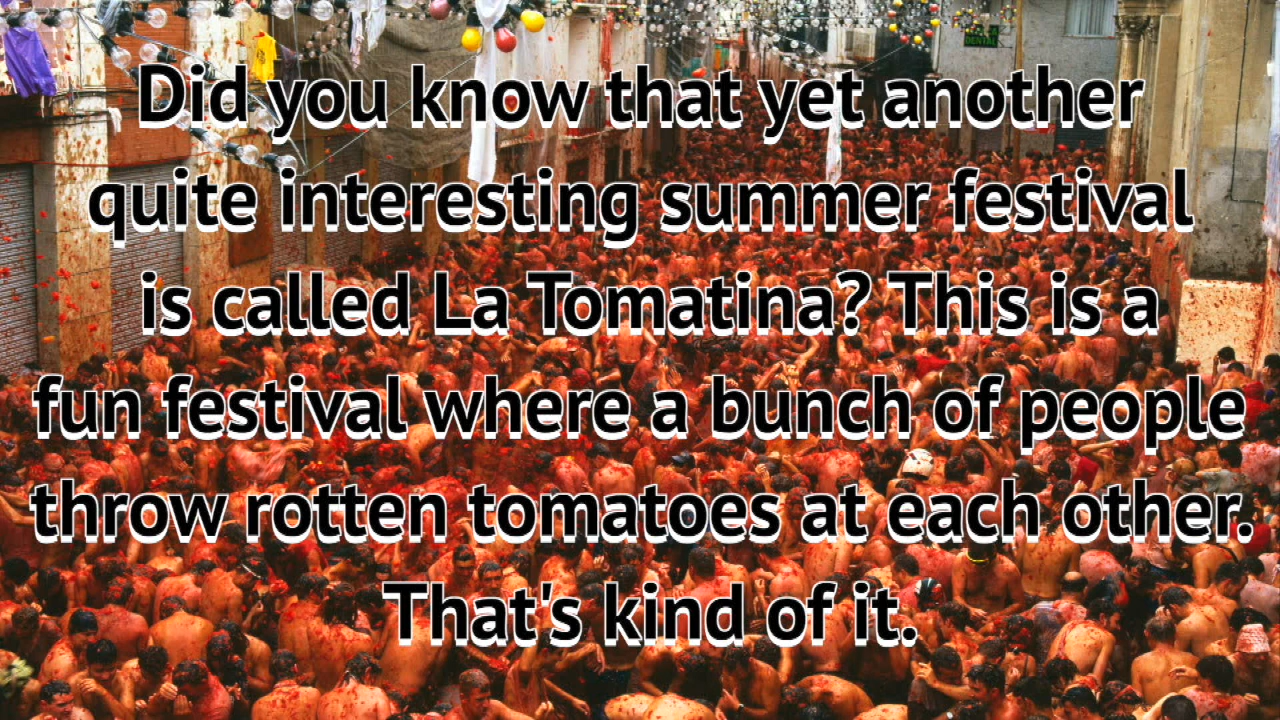 Did you know that yet another
quite interesting summer festival
is called La Tomatina? This is a
fun festival where a bunch of people
throw rotten tomatoes at each other.
That's kind of it.